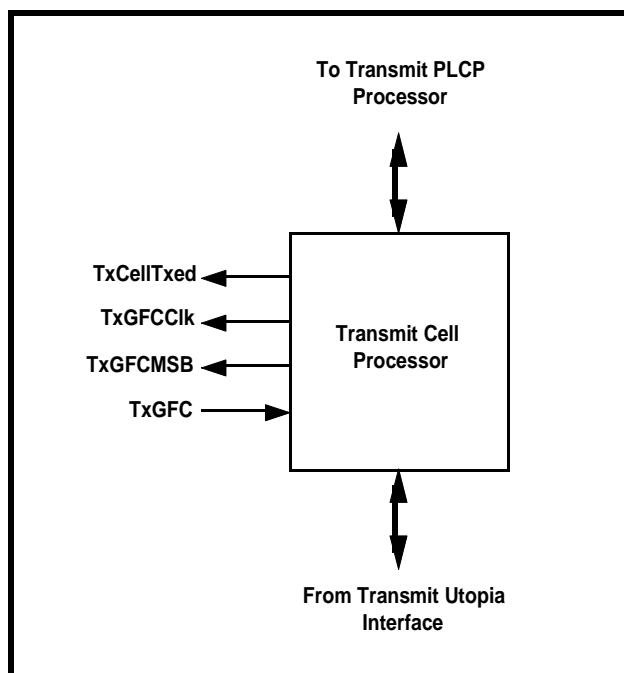 To Transmit PLCP
Processor
TxCellTxed
TxGFCClk
TxGFCMSB
TxGFC
Transmit Cell
Processor
From Transmit Utopia
Interface